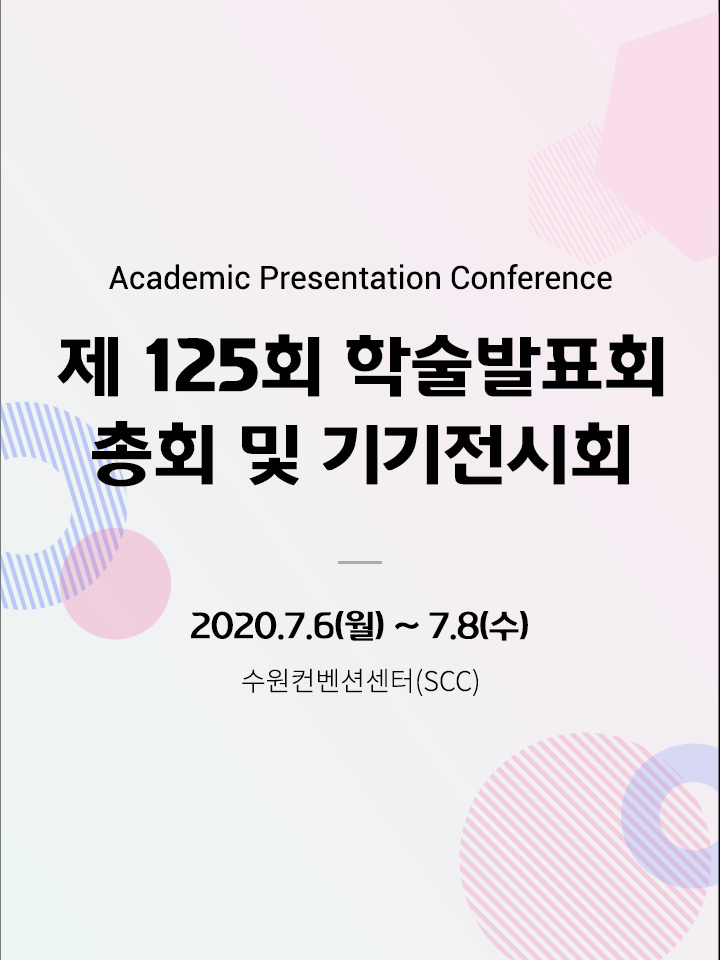 Academic Presentation Conference
제 125회 학술발표회
총회 및 기기전시회
2020.7.6(월) ~ 7.8(수)
수원컨벤션센터(SCC)